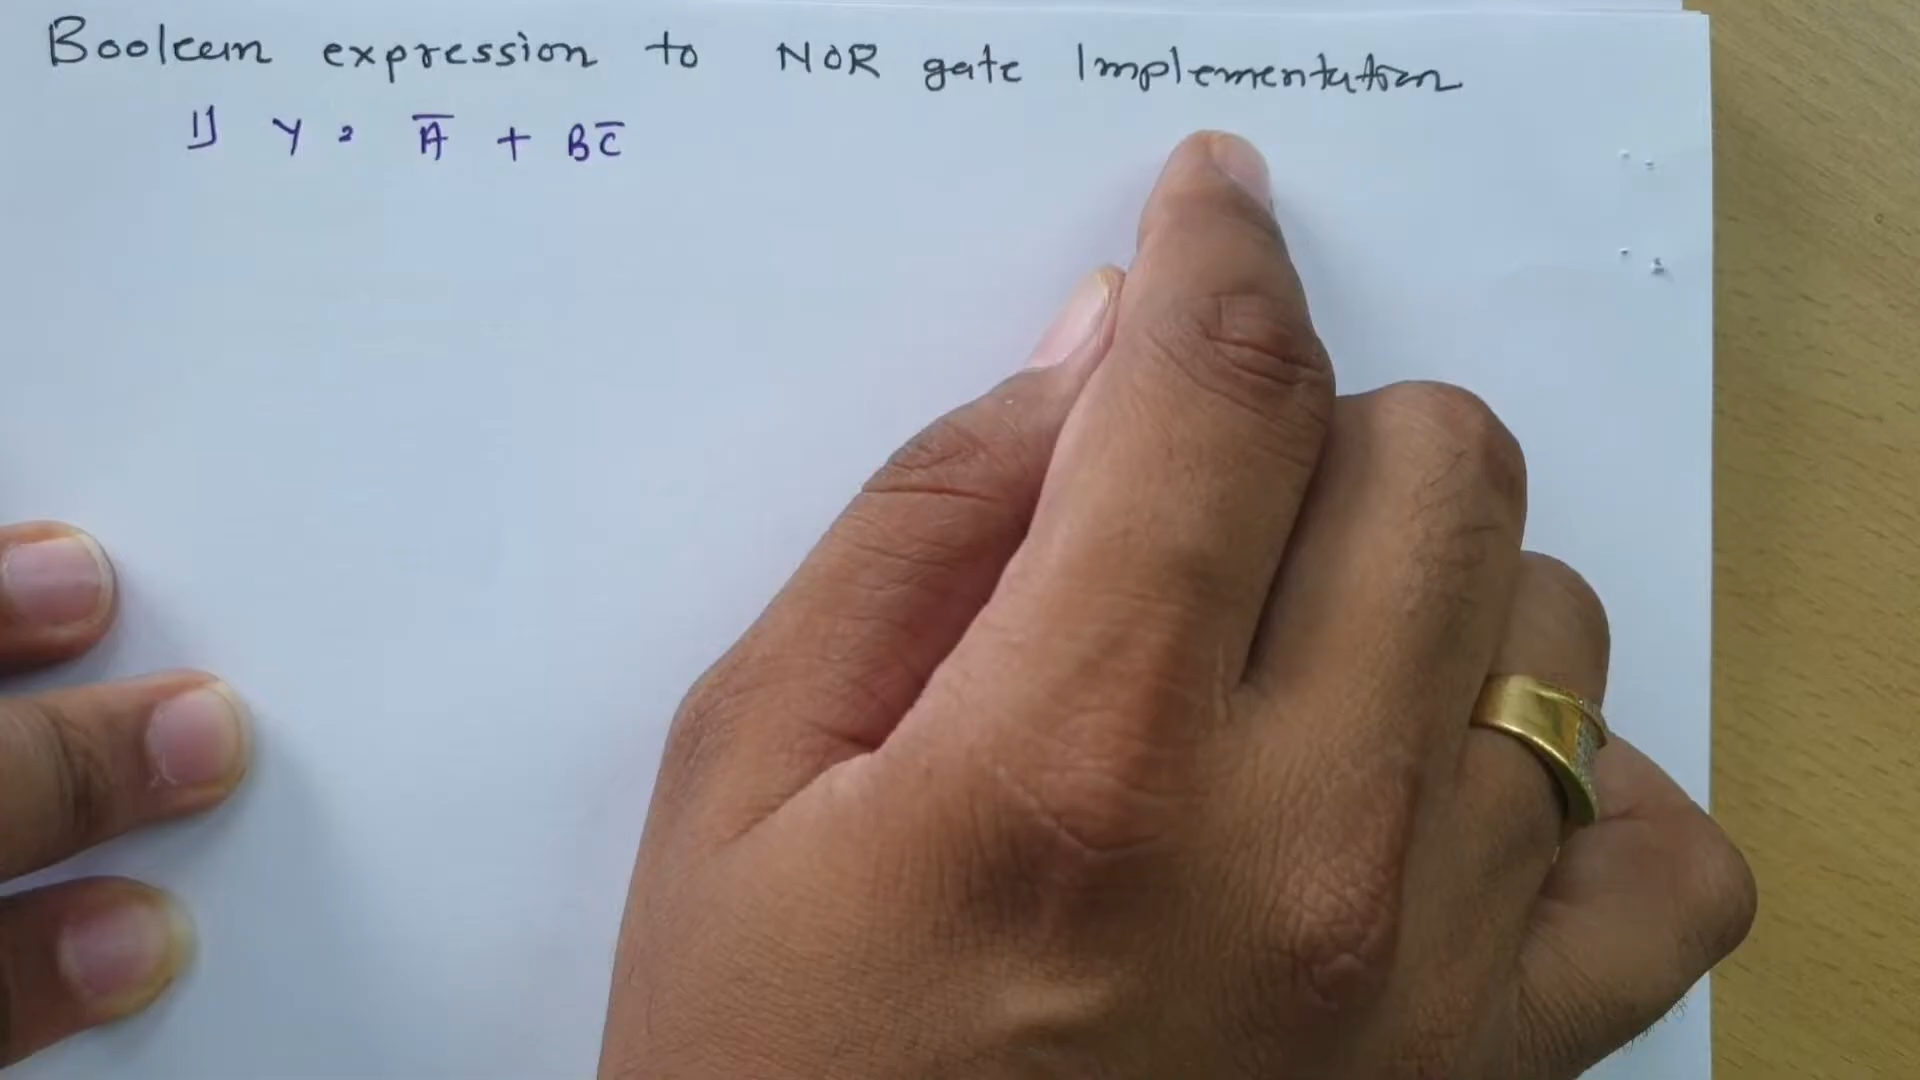 Boolean expression to NOR gate Implementation
1) Y = A̅ + BC̅